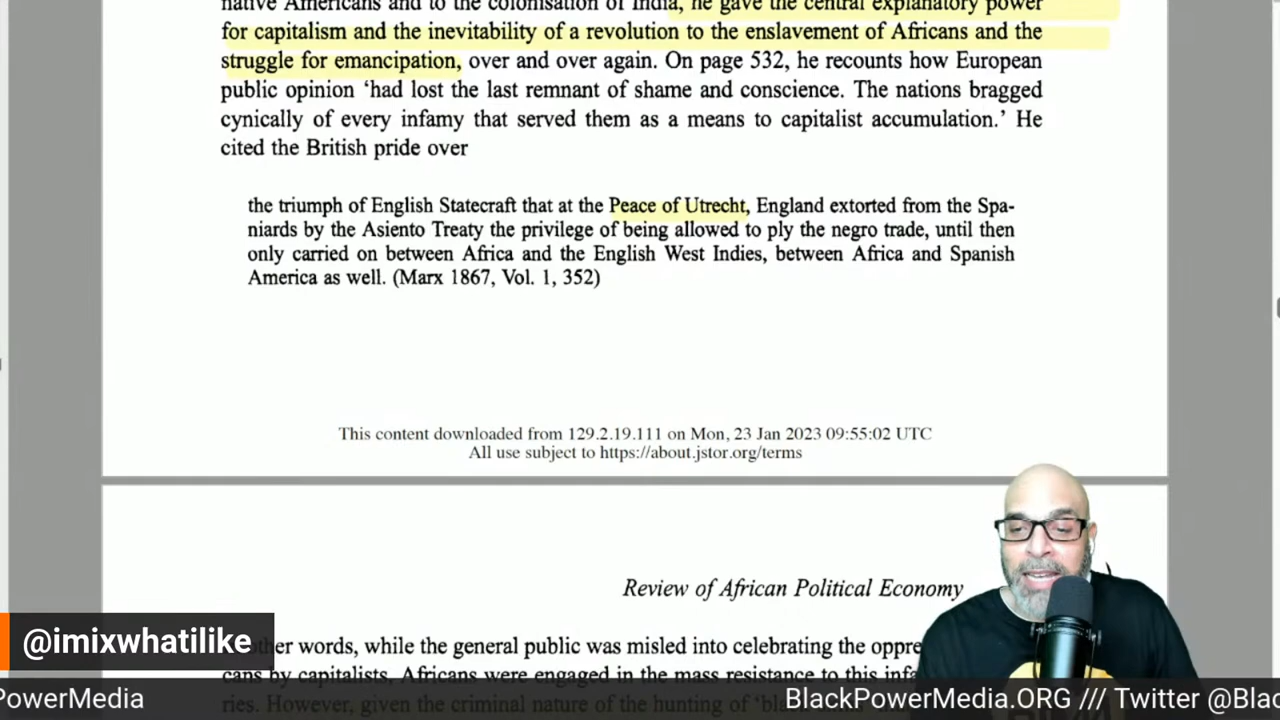 native Americans and to the colonisation of India, he gave the central explanatory power
for capitalism and the inevitability of a revolution to the enslavement of Africans and the
struggle for emancipation, over and over again. On page 532, he recounts how European
public opinion ‘had lost the last remnant of shame and conscience. The nations bragged
cynically of every infamy that served them as a means to capitalist accumulation.’ He
cited the British pride over
the triumph of English Statecraft that at the Peace of Utrecht, England extorted from the Spa-
niards by the Asiento Treaty the privilege of being allowed to ply the negro trade, until then
only carried on between Africa and the English West Indies, between Africa and Spanish
America as well. (Marx 1867, Vol. 1, 352)
This content downloaded from 129.2.19.111 on Mon, 23 Jan 2023 09:55:02 UTC
All use subject to https://about.jstor.org/terms
Review of African Political Economy
@imixwhatilike
other words, while the general public was misled into celebrating the oppre
cans by capitalists, Africans were engaged in the mass resistance to this infa
ries. However, given the criminal nature of the hunting of
PowerMedia
BlackPowerMedia.ORG /// Twitter @Blac